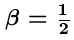 β = 1/2